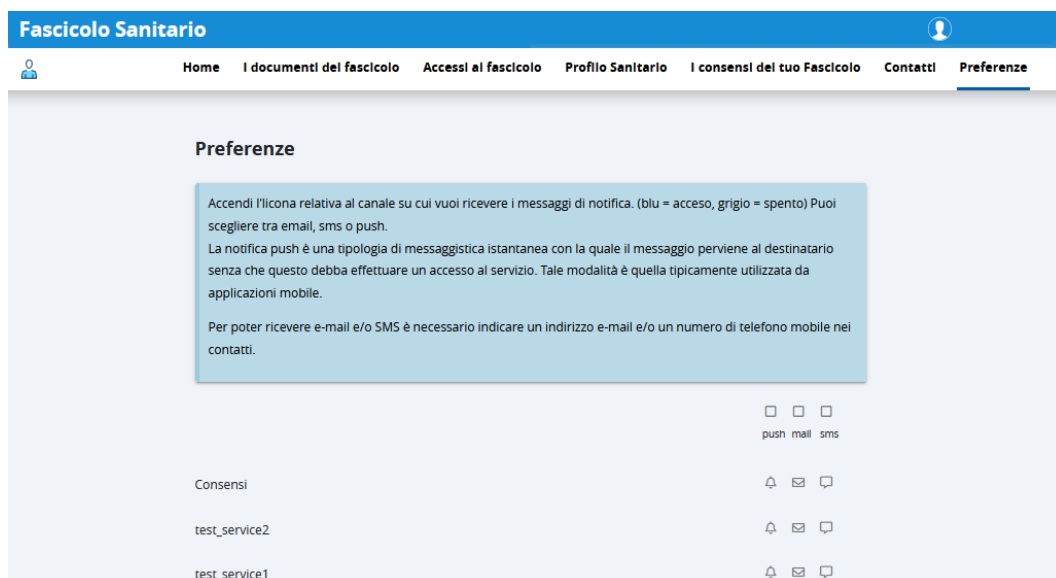 Fascicolo Sanitario
Home I documenti del fascicolo Accessi al fascicolo Profilo Sanitario I consensi del tuo Fascicolo Contatti Preferenze
Preferenze
Accendi l'licona relativa al canale su cui vuoi ricevere i messaggi di notifica. (blu = acceso, grigio = spento) Puoi
scegliere tra email, sms o push.
La notifica push è una tipologia di messaggistica istantanea con la quale il messaggio perviene al destinatario
senza che questo debba effettuare un accesso al servizio. Tale modalità è quella tipicamente utilizzata da
applicazioni mobile.
Per poter ricevere e-mail e/o SMS è necessario indicare un indirizzo e-mail e/o un numero di telefono mobile nei
contatti.
push mail sms
Consensi
test_service2
test_service1